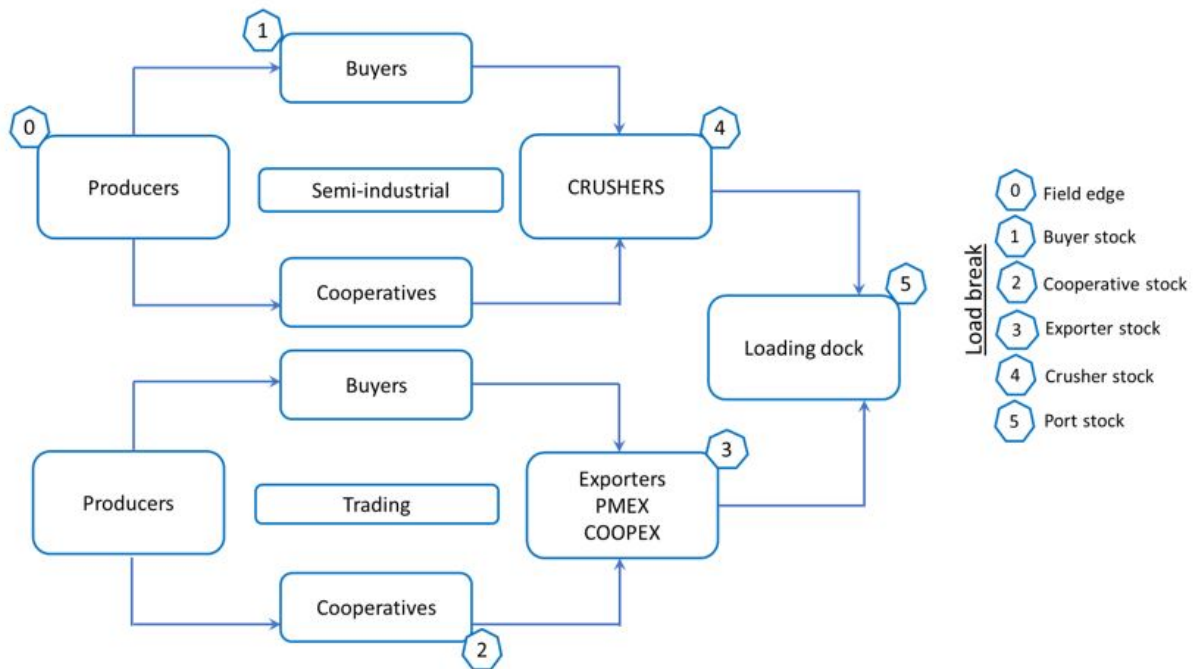 1
Buyers
0
Producers
Semi-industrial
4
CRUSHERS
Cooperatives
5
Loading dock
Buyers
Producers
Trading
3
Exporters
PMEX
COOPEX
Cooperatives
2
Load break
0 Field edge
1 Buyer stock
2 Cooperative stock
3 Exporter stock
4 Crusher stock
5 Port stock